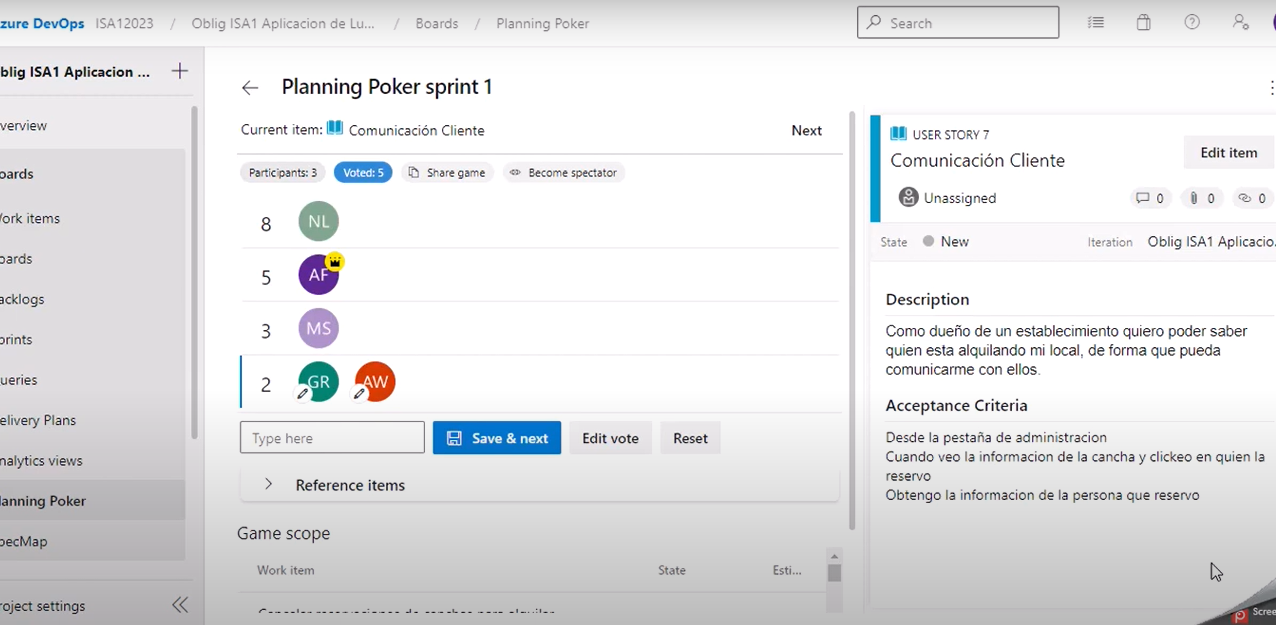 zure DevOps ISA12023 / Oblig ISA1 Aplicacion de Lu... / Boards / Planning Poker
Search
blig ISA1 Aplicacion ...
verview
oards
ork items
oards
acklogs
prints
ueries
elivery Plans
nalytics views
lanning Poker
pecMap
roject settings
Planning Poker sprint 1
Current item: Comunicación Cliente
Next
Participants: 3 Voted: 5 Share game Become spectator
8 NL
5 AF
3 MS
2 GR AW
Type here Save & next Edit vote Reset
Reference items
Game scope
Work item State Esti...
Cancelar reservaciones de canchas para alquilar
USER STORY 7
Comunicación Cliente
Edit item
Unassigned
0 0 0
State New Iteration Oblig ISA1 Aplicacio.
Description
Como dueño de un establecimiento quiero poder saber
quien esta alquilando mi local, de forma que pueda
comunicarme con ellos.
Acceptance Criteria
Desde la pestaña de administracion
Cuando veo la informacion de la cancha y clickeo en quien la
reservo
Obtengo la informacion de la persona que reservo
Scree